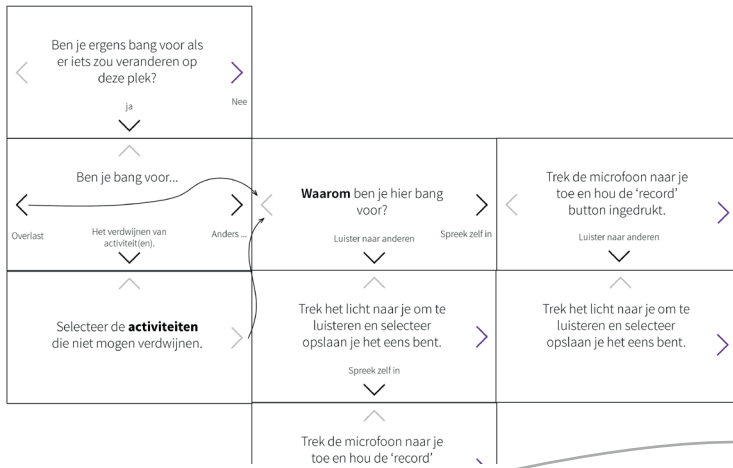 Ben je ergens bang voor als
er iets zou veranderen op
deze plek?
ja
Nee
Ben je bang voor...
Overlast
Het verdwijnen van
activiteit(en).
Anders ...
Waarom ben je hier bang
voor?
Luister naar anderen
Spreek zelf in
Trek de microfoon naar je
toe en hou de ‘record’
button ingedrukt.
Luister naar anderen
Selecteer de activiteiten
die niet mogen verdwijnen.
Trek het licht naar je om te
luisteren en selecteer
opslaan je het eens bent.
Spreek zelf in
Trek het licht naar je om te
luisteren en selecteer
opslaan je het eens bent.
Trek de microfoon naar je
toe en hou de ‘record’